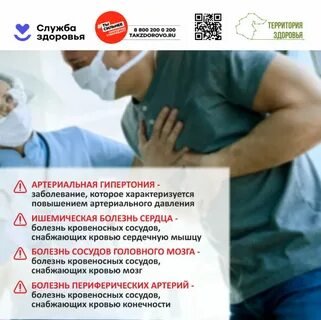 Служба
здоровья
ТЫ
СИЛЬНЕЕ
8 800 200 0 200
TAKZDOROVO.RU
ТЕРРИТОРИЯ
ЗДОРОВЬЯ
АРТЕРИАЛЬНАЯ ГИПЕРТОНИЯ -
заболевание, которое характеризуется
повышением артериального давления
ИШЕМИЧЕСКАЯ БОЛЕЗНЬ СЕРДЦА -
болезнь кровеносных сосудов,
снабжающих кровью сердечную мышцу
БОЛЕЗНЬ СОСУДОВ ГОЛОВНОГО МОЗГА -
болезнь кровеносных сосудов,
снабжающих кровью мозг
БОЛЕЗНЬ ПЕРИФЕРИЧЕСКИХ АРТЕРИЙ -
болезнь кровеносных сосудов,
снабжающих кровью конечности